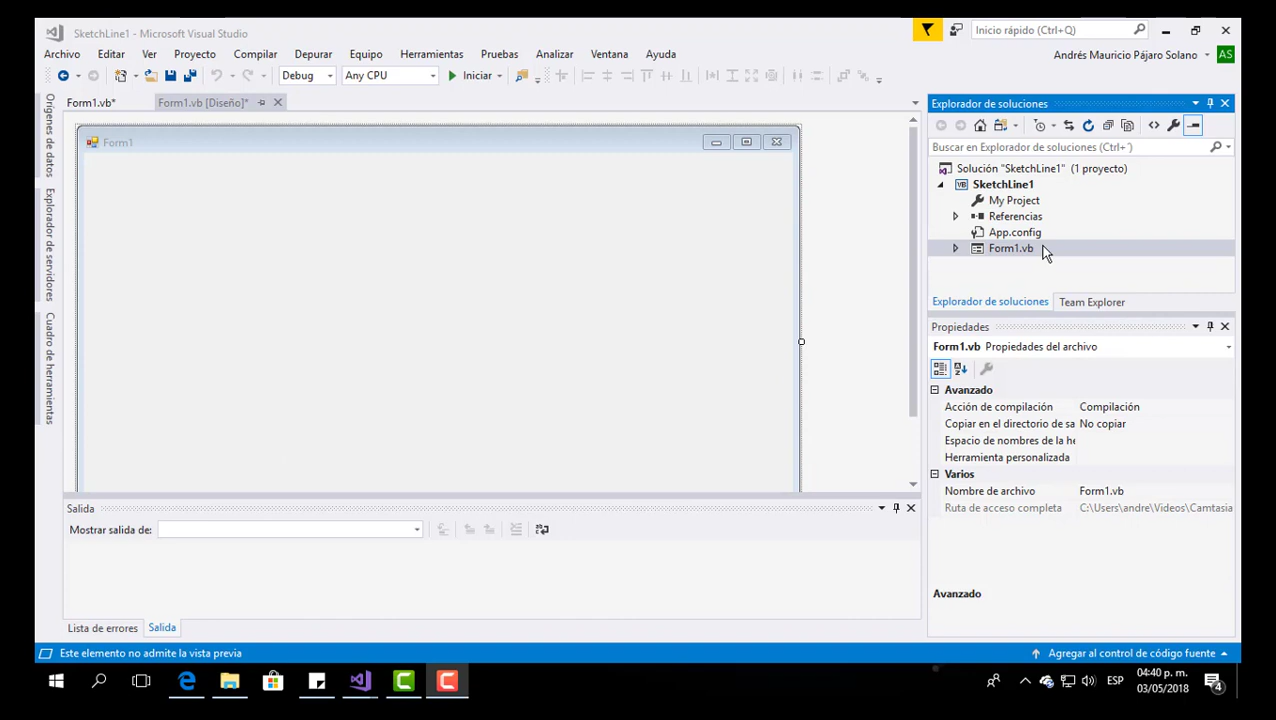 SketchLine1 - Microsoft Visual Studio
Inicio rápido (Ctrl+Q)
Archivo Editar Ver Proyecto Compilar Depurar Equipo Herramientas Pruebas Analizar Ventana Ayuda
Andrés Mauricio Pájaro Solano AS
Debug Any CPU Iniciar
Form1.vb* Form1.vb [Diseño]*
Orígenes de datos
Explorador de servidores
Cuadro de herramientas
Form1
Explorador de soluciones
Buscar en Explorador de soluciones (Ctrl+´)
Solución "SketchLine1" (1 proyecto)
VB SketchLine1
My Project
Referencias
App.config
Form1.vb
Explorador de soluciones Team Explorer
Propiedades
Form1.vb Propiedades del archivo
Avanzado
Acción de compilación Compilación
Copiar en el directorio de sa No copiar
Espacio de nombres de la he
Herramienta personalizada
Varios
Nombre de archivo Form1.vb
Ruta de acceso completa C:\Users\andre\Videos\Camtasia
Avanzado
Salida
Mostrar salida de:
Lista de errores Salida
Este elemento no admite la vista previa
Agregar al control de código fuente
ESP
04:40 p. m.
03/05/2018
4